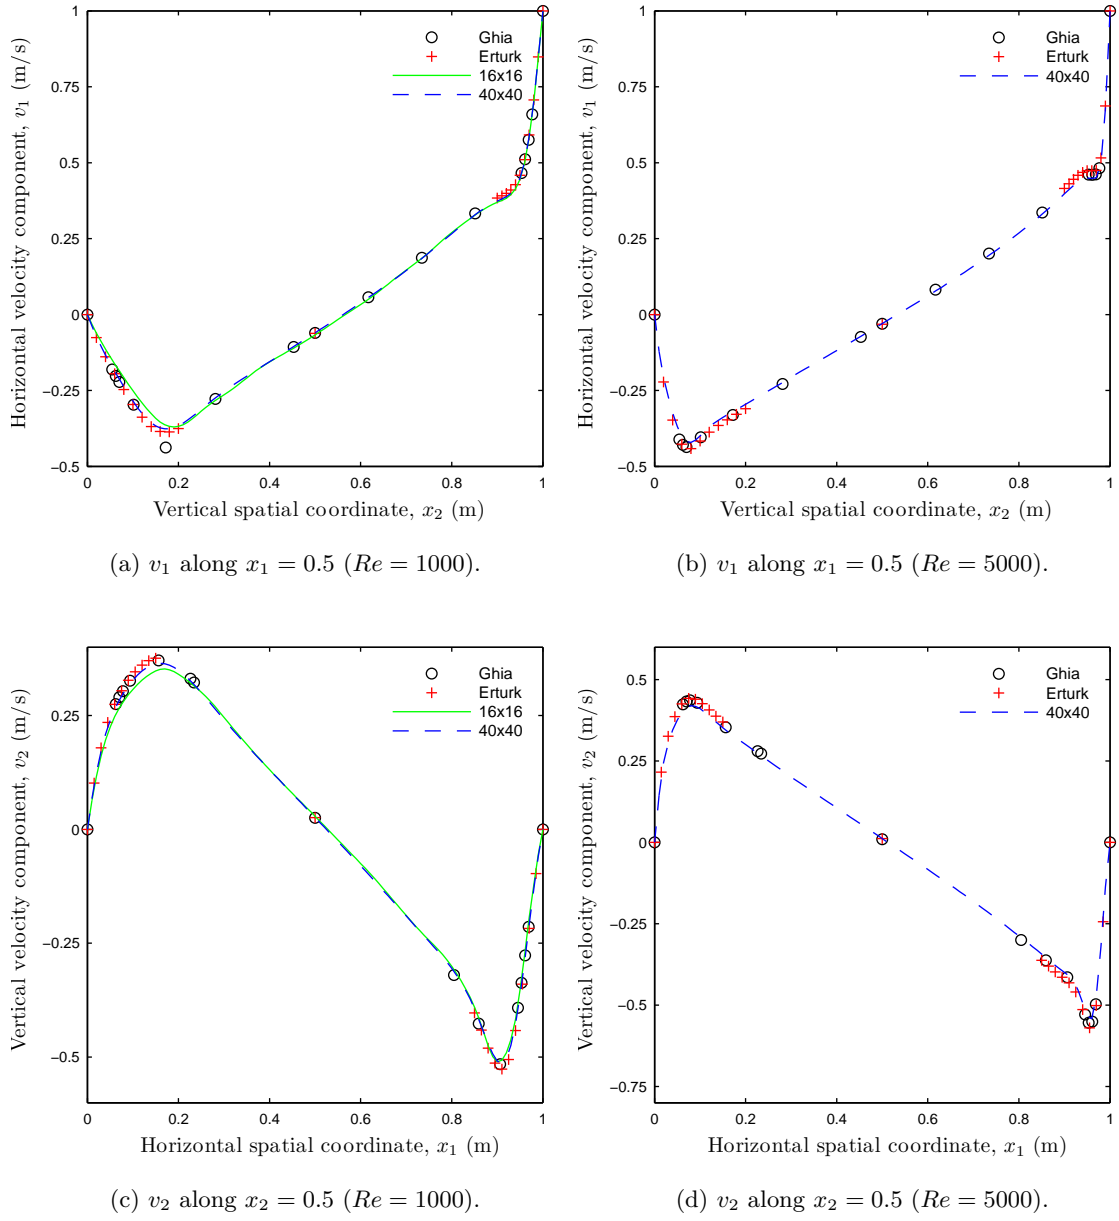 1
0.75
0.5
0.25
0
−0.25
−0.5
0
0.2
0.4
0.6
0.8
1
Horizontal velocity component, v₁ (m/s)
Vertical spatial coordinate, x₂ (m)
Ghia
Erturk
16x16
40x40
(a) v₁ along x₁ = 0.5 (Re = 1000).
1
0.75
0.5
0.25
0
−0.25
−0.5
0
0.2
0.4
0.6
0.8
1
Horizontal velocity component, v₁ (m/s)
Vertical spatial coordinate, x₂ (m)
Ghia
Erturk
40x40
(b) v₁ along x₁ = 0.5 (Re = 5000).
0.25
0
−0.25
−0.5
0
0.2
0.4
0.6
0.8
1
Vertical velocity component, v₂ (m/s)
Horizontal spatial coordinate, x₁ (m)
Ghia
Erturk
16x16
40x40
(c) v₂ along x₂ = 0.5 (Re = 1000).
0.5
0.25
0
−0.25
−0.5
−0.75
0
0.2
0.4
0.6
0.8
1
Vertical velocity component, v₂ (m/s)
Horizontal spatial coordinate, x₁ (m)
Ghia
Erturk
40x40
(d) v₂ along x₂ = 0.5 (Re = 5000).